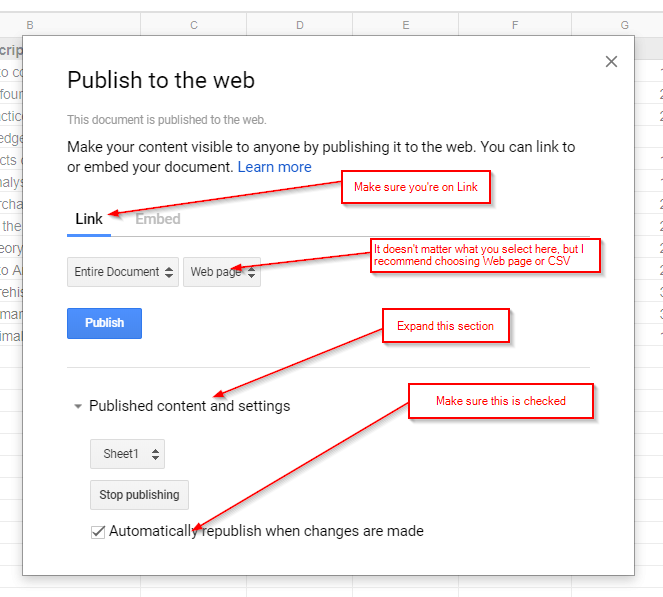 B C D E F G
Publish to the web
This document is published to the web.
Make your content visible to anyone by publishing it to the web. You can link to
or embed your document. Learn more
Make sure you're on Link
Link Embed
It doesn't matter what you select here, but I
recommend choosing Web page or CSV
Entire Document Web page
Publish
Expand this section
Published content and settings
Make sure this is checked
Sheet1
Stop publishing
Automatically republish when changes are made